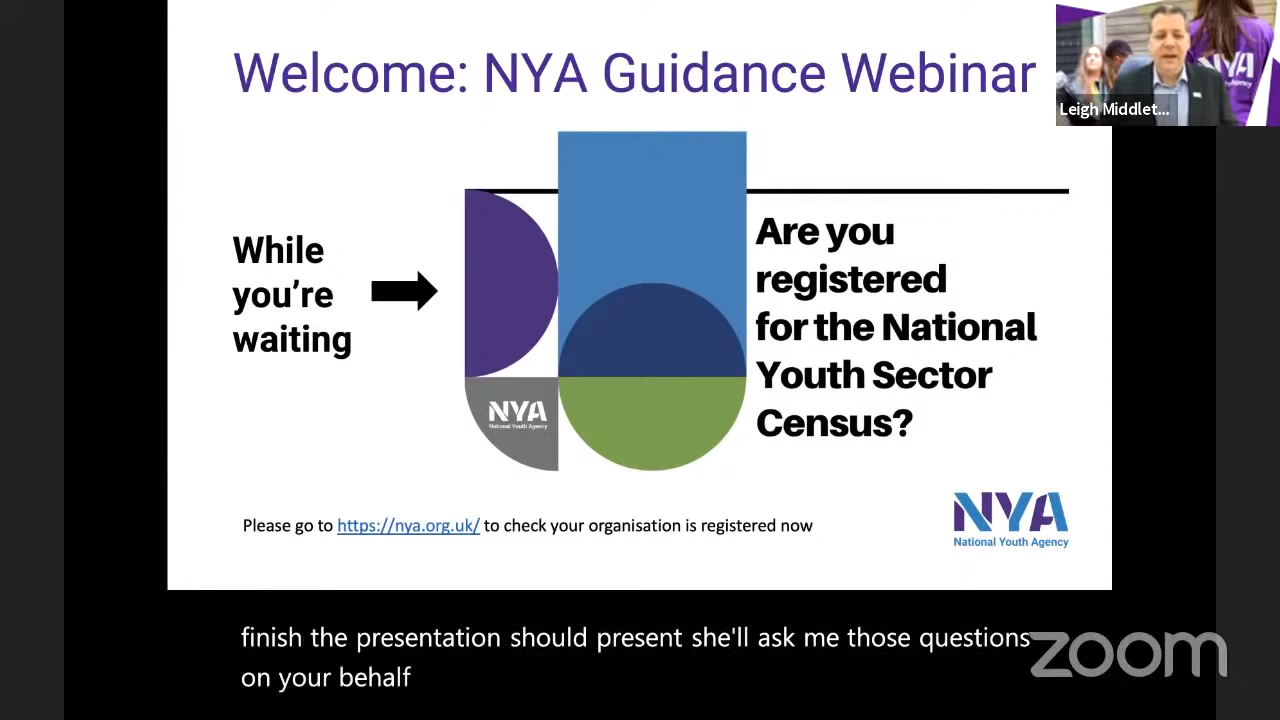 Welcome: NYA Guidance Webinar
NYA
Leigh Middlet...
While
you're
waiting
Are you
registered
for the National
Youth Sector
Census?
NYA
National Youth Agency
Please go to https://nya.org.uk/ to check your organisation is registered now
NYA
National Youth Agency
finish the presentation should present she'll ask me those questions
on your behalf
zoom